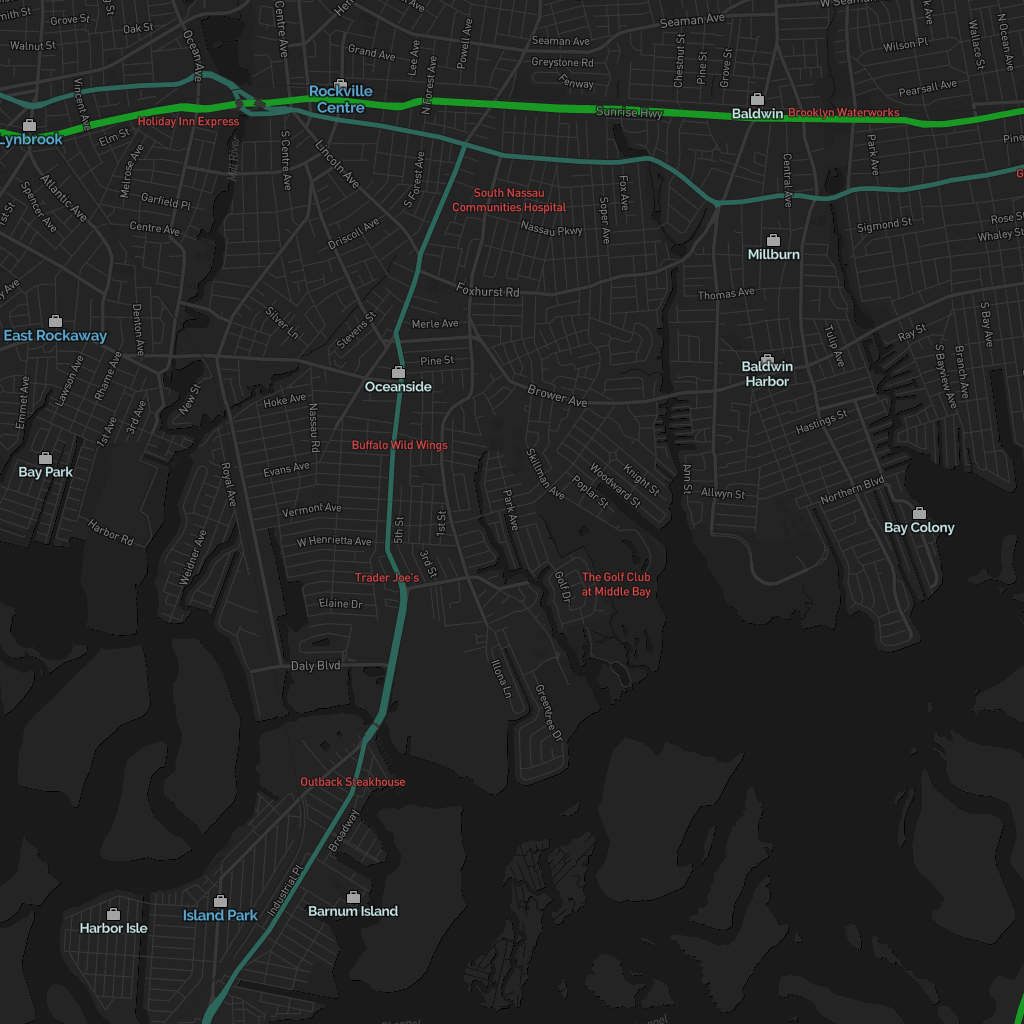 Smith St
Grove St
Oak St
Centre Ave
Seaman Ave
W Seaman Ave
Walnut St
Ocean Ave
Grand Ave
Lee Ave
Powell Ave
Seaman Ave
Chestnut St
Pine St
Grove St
Wilson Pl
Wallace St
N Ocean Ave
Greystone Rd
Fenway
Vincent Ave
Rockville
Centre
N Forest Ave
Pearsall Ave
Sunrise Hwy
Baldwin
Brooklyn Waterworks
Lynbrook
Holiday Inn Express
Elm St
Mill River
S Centre Ave
Lincoln Ave
Melrose Ave
S Forest Ave
Park Ave
Central Ave
Atlantic Ave
Spencer Ave
Garfield Pl
South Nassau
Communities Hospital
Fox Ave
Soper Ave
Centre Ave
Driscoll Ave
Nassau Pkwy
Sigmond St
Rose St
Whaley St
Millburn
Foxhurst Rd
Thomas Ave
East Rockaway
Denton Ave
Silver Ln
Stevens St
Merle Ave
Tulip Ave
Ray St
S Bay Ave
Pine St
Oceanside
Baldwin
Harbor
S Bayview Ave
Branch Ave
Emmet Ave
Lawson Ave
Rhame Ave
1st Ave
3rd Ave
New St
Hoke Ave
Nassau Rd
Brower Ave
Hastings St
Buffalo Wild Wings
Bay Park
Evans Ave
Royal Ave
Skillman Ave
Knight St
Woodward St
Poplar St
Ann St
Allwyn St
Northern Blvd
Vermont Ave
Park Ave
1st St
5th St
Bay Colony
Harbor Rd
Weidner Ave
W Henrietta Ave
3rd St
Trader Joe's
Golf Dr
The Golf Club
at Middle Bay
Elaine Dr
Daly Blvd
Illona Ln
Greentree Dr
Outback Steakhouse
Broadway
Industrial Pl
Island Park
Barnum Island
Harbor Isle